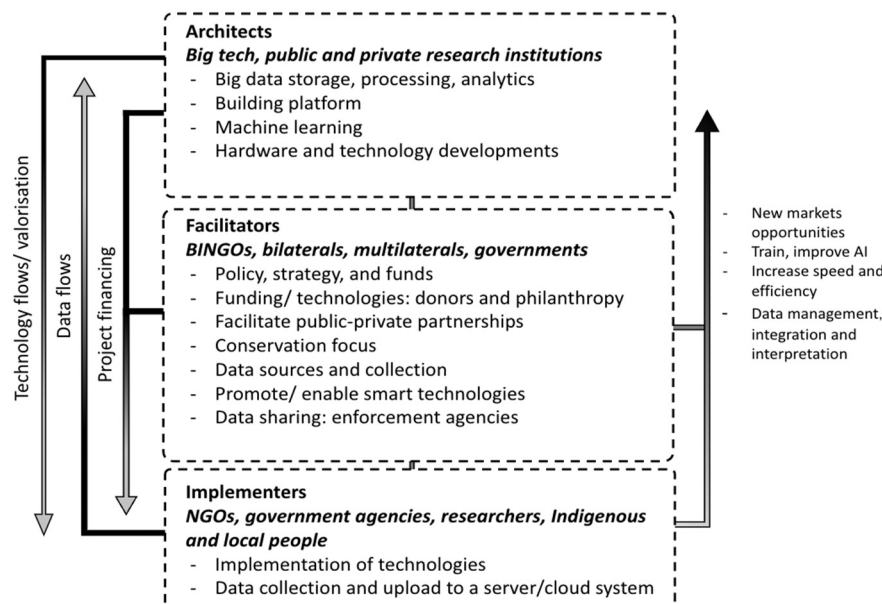 Architects
Big tech, public and private research institutions
- Big data storage, processing, analytics
- Building platform
- Machine learning
- Hardware and technology developments
Facilitators
BINGOs, bilaterals, multilaterals, governments
- Policy, strategy, and funds
- Funding/ technologies: donors and philanthropy
- Facilitate public-private partnerships
- Conservation focus
- Data sources and collection
- Promote/ enable smart technologies
- Data sharing: enforcement agencies
Implementers
NGOs, government agencies, researchers, Indigenous
and local people
- Implementation of technologies
- Data collection and upload to a server/cloud system
Technology flows/ valorisation
Data flows
Project financing
- New markets
opportunities
- Train, improve AI
- Increase speed and
efficiency
- Data management,
integration and
interpretation